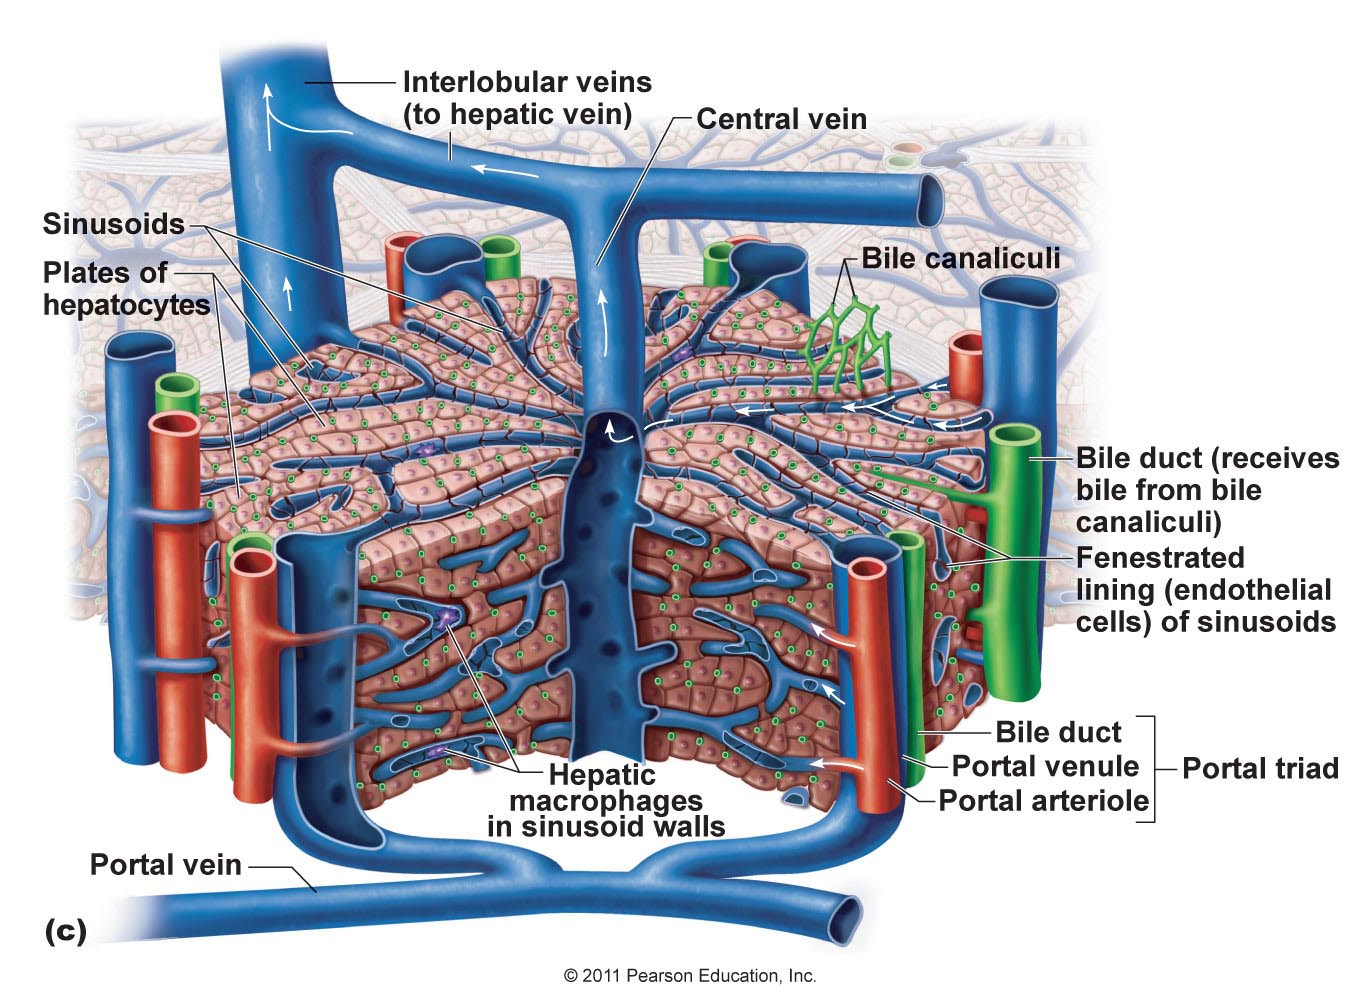 Interlobular veins
(to hepatic vein)
Central vein
Sinusoids
Plates of
hepatocytes
Bile canaliculi
Bile duct (receives
bile from bile
canaliculi)
Fenestrated
lining (endothelial
cells) of sinusoids
Bile duct
Portal venule
Portal arteriole
Portal triad
Hepatic
macrophages
in sinusoid walls
Portal vein
(c)
© 2011 Pearson Education, Inc.